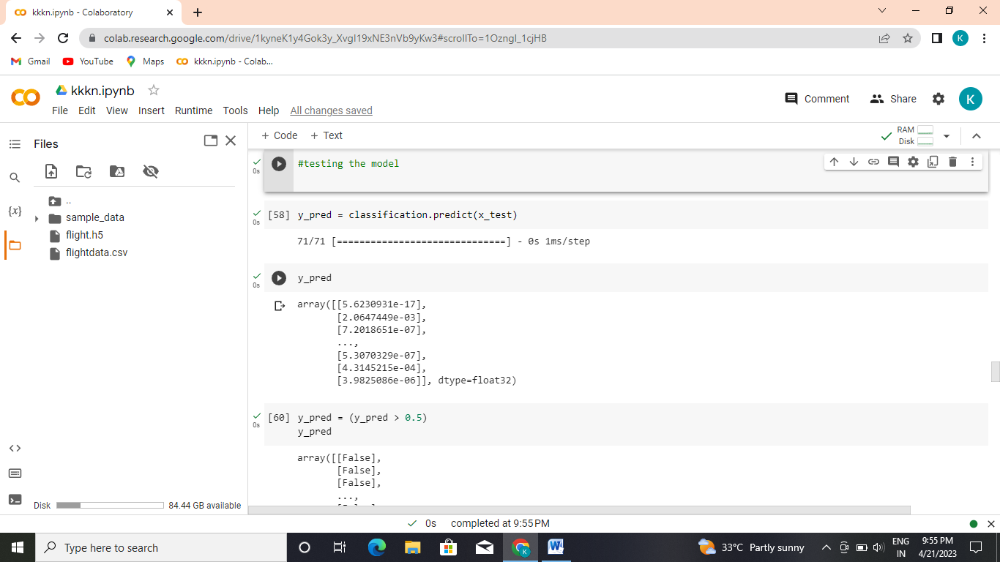 kkkn.ipynb - Colaboratory
colab.research.google.com/drive/1kyneK1y4Gok3y_XvgI19xNE3nVb9yKw3#scrollTo=1OzngI_1cjHB
K
Gmail YouTube Maps kkkn.ipynb - Colab...
kkkn.ipynb
File Edit View Insert Runtime Tools Help All changes saved
Comment Share K
Files
+ Code + Text
RAM
Disk
{x}
..
sample_data
flight.h5
flightdata.csv
Disk 84.44 GB available
0s
#testing the model
[58] y_pred = classification.predict(x_test)
0s
71/71 [==============================] - 0s 1ms/step
y_pred
0s
array([[5.6230931e-17],
[2.0647449e-03],
[7.2018651e-07],
...,
[5.3070329e-07],
[4.3145215e-04],
[3.9825086e-06]], dtype=float32)
[60] y_pred = (y_pred > 0.5)
0s
y_pred
array([[False],
[False],
[False],
...,
0s completed at 9:55 PM
Type here to search
33°C Partly sunny
ENG
IN
9:55 PM
4/21/2023